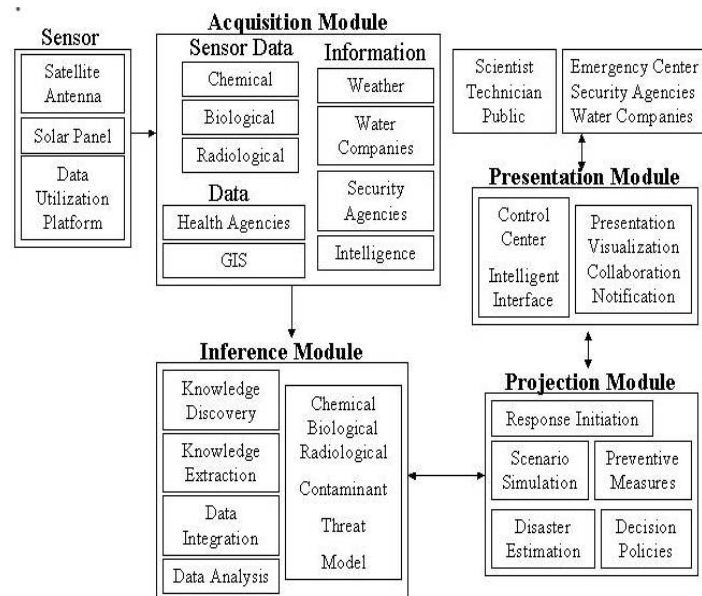 Sensor
Satellite
Antenna
Solar Panel
Data
Utilization
Platform
Acquisition Module
Sensor Data
Chemical
Biological
Radiological
Data
Health Agencies
GIS
Information
Weather
Water
Companies
Security
Agencies
Intelligence
Scientist
Technician
Public
Emergency Center
Security Agencies
Water Companies
Presentation Module
Control
Center
Intelligent
Interface
Presentation
Visualization
Collaboration
Notification
Inference Module
Knowledge
Discovery
Knowledge
Extraction
Data
Integration
Data Analysis
Chemical
Biological
Radiological
Contaminant
Threat
Model
Projection Module
Response Initiation
Scenario
Simulation
Preventive
Measures
Disaster
Estimation
Decision
Policies